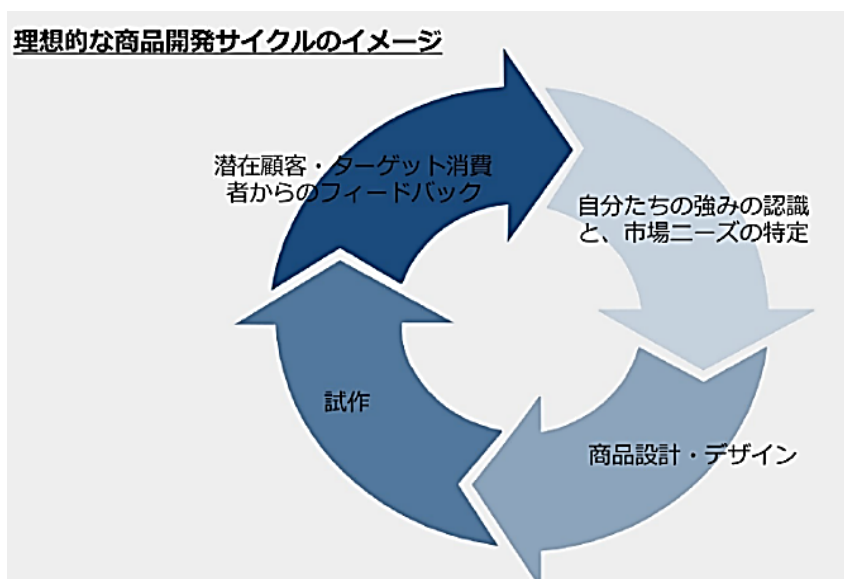 理想的な商品開発サイクルのイメージ
潜在顧客・ターゲット消費
者からのフィードバック
自分たちの強みの認識
と、市場ニーズの特定
商品設計・デザイン
試作